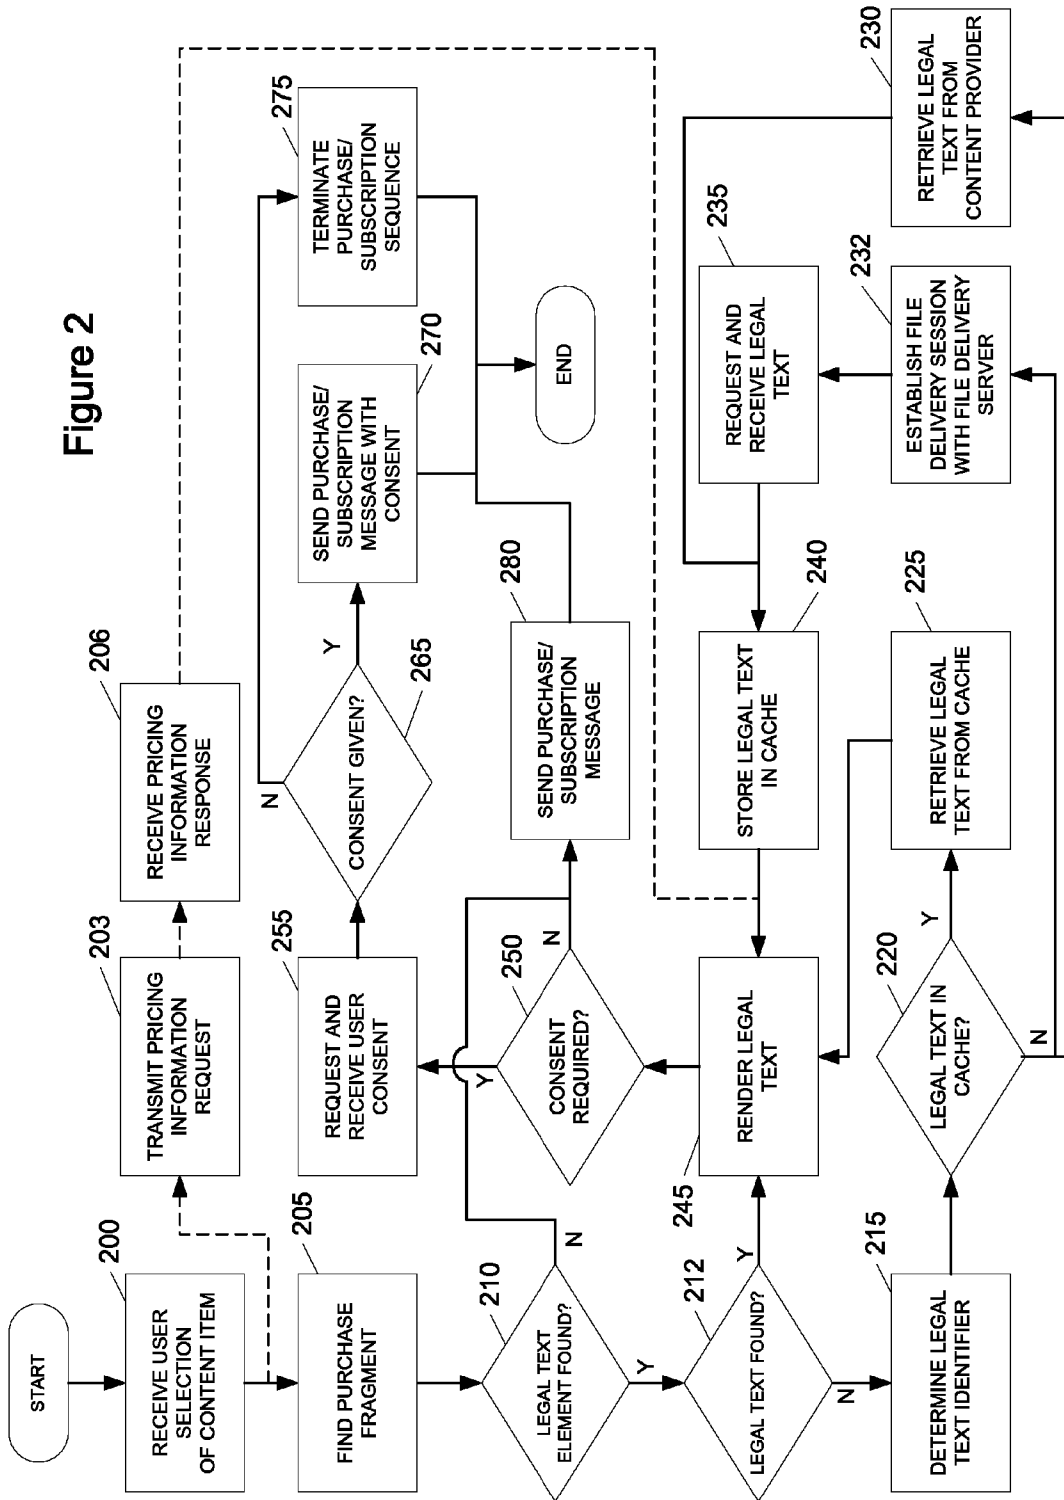 Figure 2
START
200
RECEIVE USER
SELECTION
OF CONTENT ITEM
203
TRANSMIT PRICING
INFORMATION
REQUEST
206
RECEIVE PRICING
INFORMATION
RESPONSE
205
FIND PURCHASE
FRAGMENT
210
LEGAL TEXT
ELEMENT FOUND?
N
Y
212
LEGAL TEXT FOUND?
Y
N
215
DETERMINE LEGAL
TEXT IDENTIFIER
220
LEGAL TEXT IN
CACHE?
Y
N
225
RETRIEVE LEGAL
TEXT FROM CACHE
230
RETRIEVE LEGAL
TEXT FROM
CONTENT PROVIDER
232
ESTABLISH FILE
DELIVERY SESSION
WITH FILE DELIVERY
SERVER
235
REQUEST AND
RECEIVE LEGAL
TEXT
240
STORE LEGAL TEXT
IN CACHE
245
RENDER LEGAL
TEXT
250
CONSENT
REQUIRED?
Y
N
255
REQUEST AND
RECEIVE USER
CONSENT
265
CONSENT GIVEN?
N
Y
270
SEND PURCHASE/
SUBSCRIPTION
MESSAGE WITH
CONSENT
275
TERMINATE
PURCHASE/
SUBSCRIPTION
SEQUENCE
280
SEND PURCHASE/
SUBSCRIPTION
MESSAGE
END